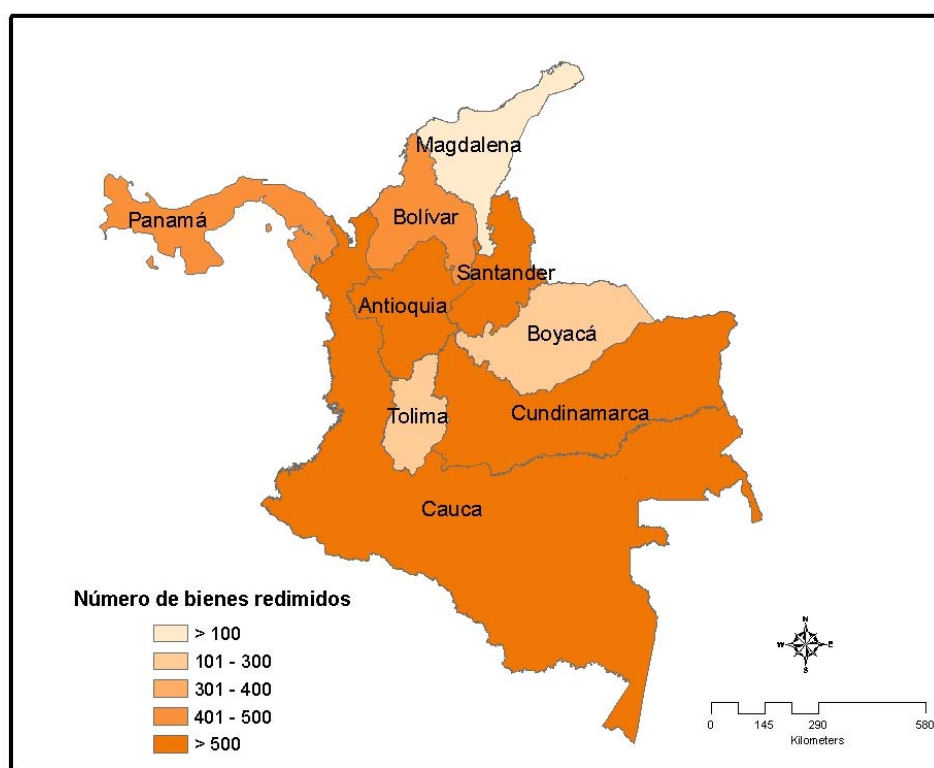 Magdalena
Panamá
Bolívar
Santander
Antioquia
Boyacá
Tolima
Cundinamarca
Cauca
Número de bienes redimidos
> 100
101 - 300
301 - 400
401 - 500
> 500
N
W E
S
0 145 290 580
Kilometers